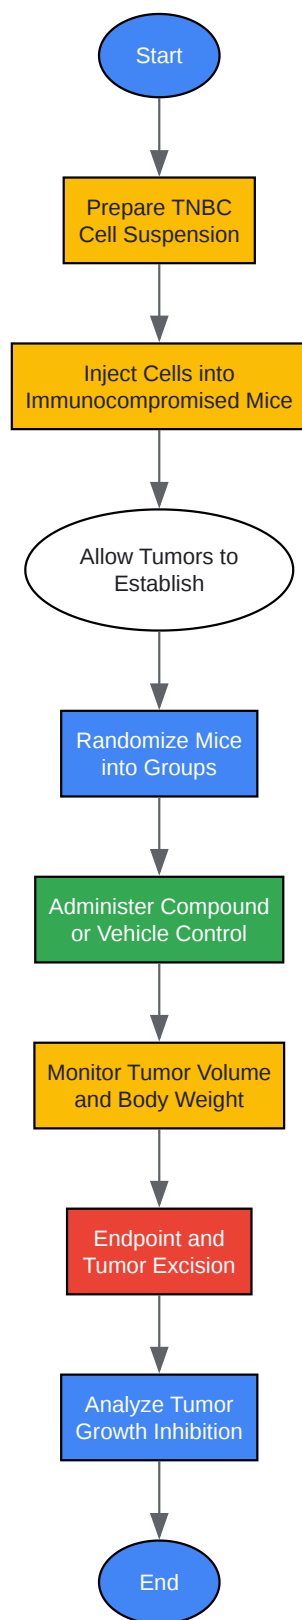 Start
Prepare TNBC
Cell Suspension
Inject Cells into
Immunocompromised Mice
Allow Tumors to
Establish
Randomize Mice
into Groups
Administer Compound
or Vehicle Control
Monitor Tumor Volume
and Body Weight
Endpoint and
Tumor Excision
Analyze Tumor
Growth Inhibition
End